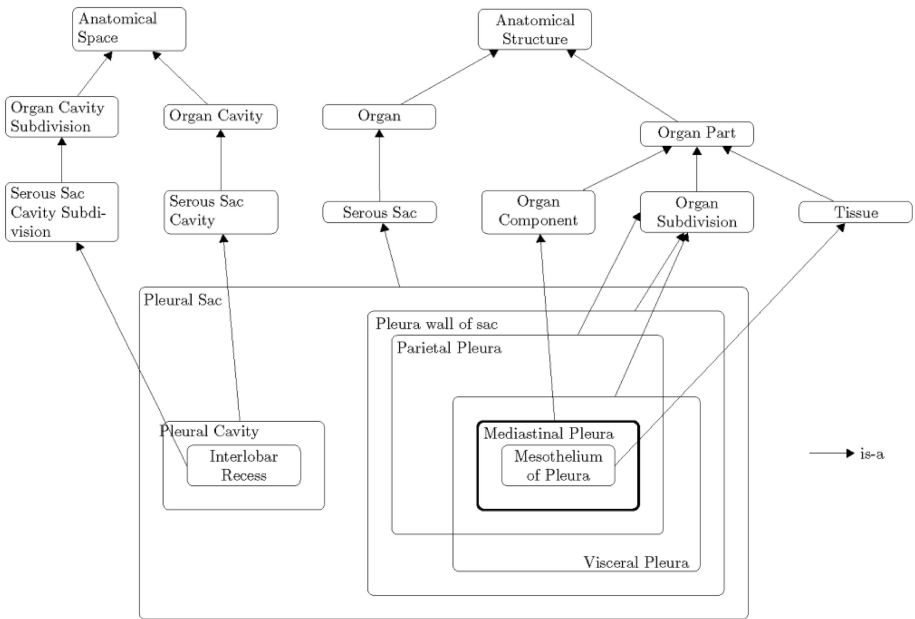 Anatomical
Space
Anatomical
Structure
Organ Cavity
Subdivision
Organ Cavity
Organ
Organ Part
Serous Sac
Cavity Subdi-
vision
Serous Sac
Cavity
Serous Sac
Organ
Component
Organ
Subdivision
Tissue
Pleural Sac
Pleura wall of sac
Parietal Pleura
Pleural Cavity
Interlobar
Recess
Mediastinal Pleura
Mesothelium
of Pleura
is-a
Visceral Pleura